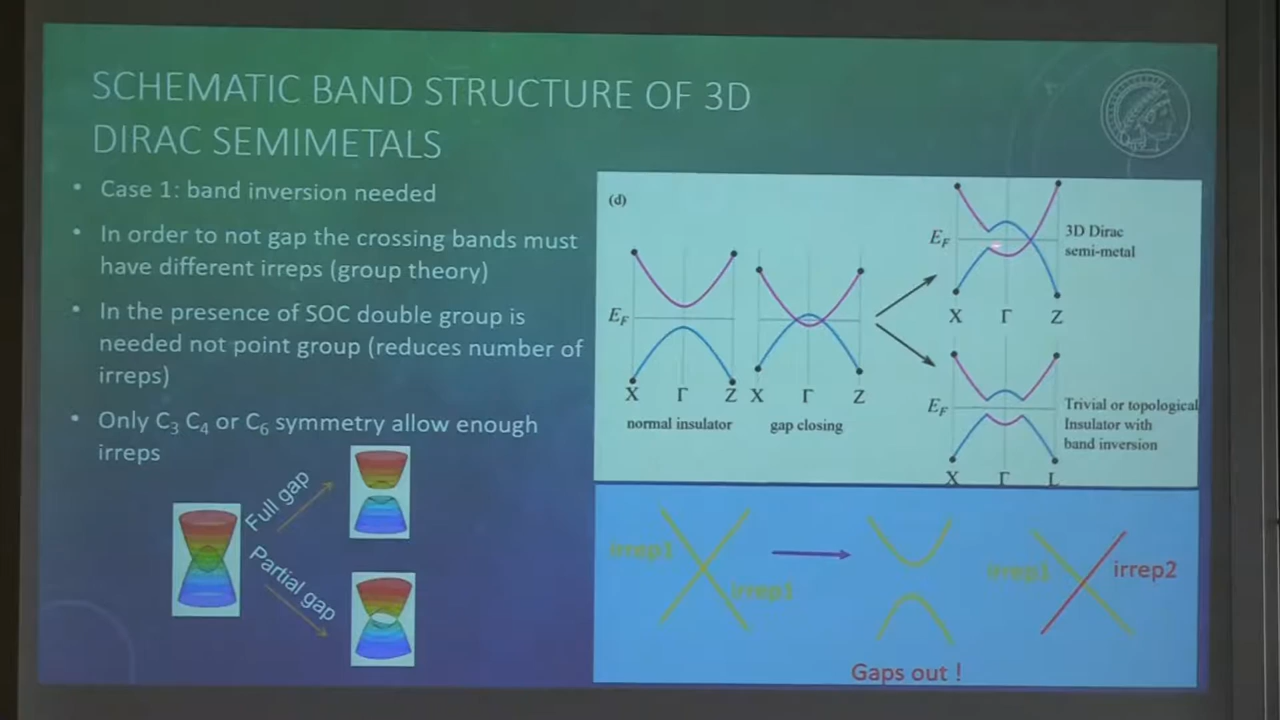 SCHEMATIC BAND STRUCTURE OF 3D
DIRAC SEMIMETALS
• Case 1: band inversion needed
• In order to not gap the crossing bands must
have different irreps (group theory)
• In the presence of SOC double group is
needed not point group (reduces number of
irreps)
• Only C₃ C₄ or C₆ symmetry allow enough
irreps
Full gap
Partial gap
(d)
E_F
X Γ Z
normal insulator
X Γ Z
gap closing
E_F
X Γ Z
3D Dirac
semi-metal
E_F
X Γ L
Trivial or topological
Insulator with
band inversion
irrep1
irrep1
irrep1
irrep2
Gaps out !